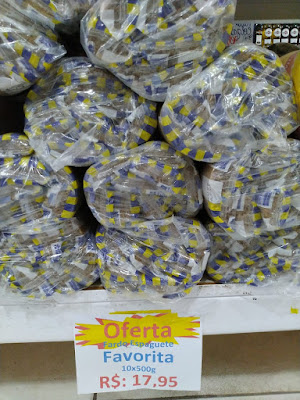 Oferta
Fardo Espaguete
Favorita
10x500g
R$: 17,95